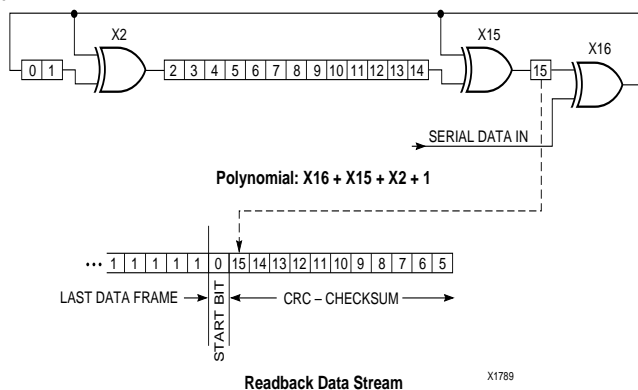 X2
X15
X16
0 1
2 3 4 5 6 7 8 9 10 11 12 13 14
15
SERIAL DATA IN
Polynomial: X16 + X15 + X2 + 1
••• 1 1 1 1 1 0 15 14 13 12 11 10 9 8 7 6 5
LAST DATA FRAME
START BIT
CRC – CHECKSUM
Readback Data Stream
X1789